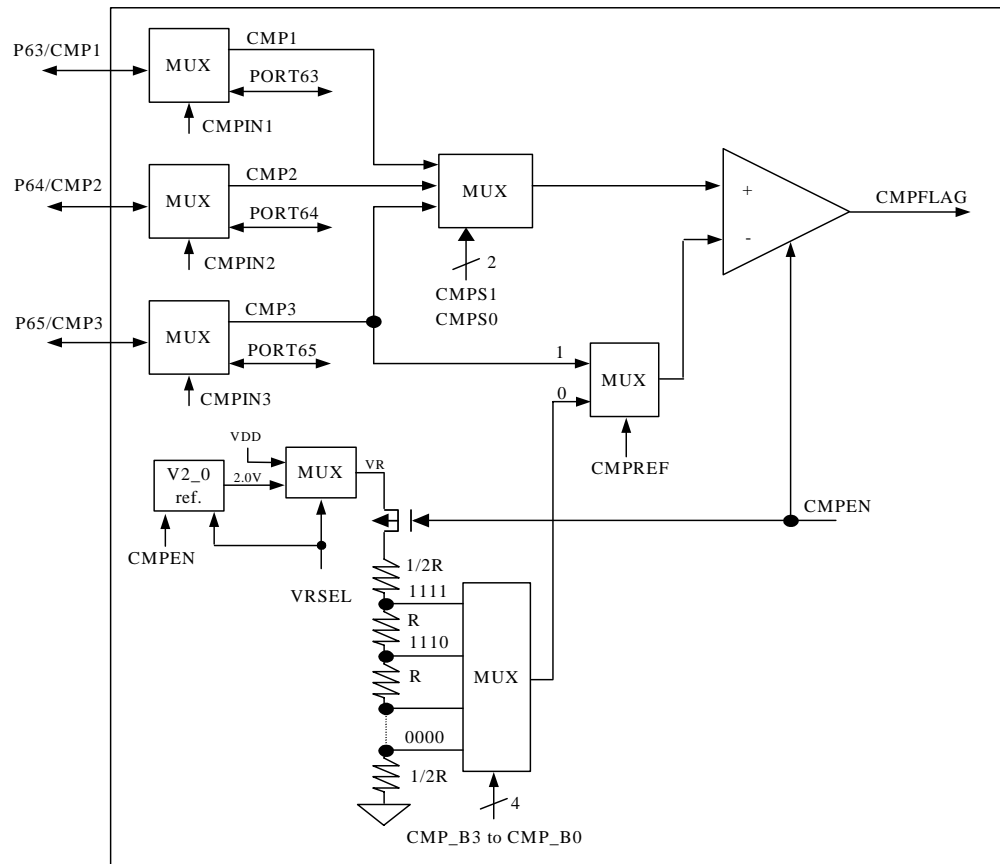 P63/CMP1
MUX
CMP1
PORT63
CMPIN1
P64/CMP2
MUX
CMP2
PORT64
CMPIN2
P65/CMP3
MUX
CMP3
PORT65
CMPIN3
MUX
2
CMPS1
CMPS0
+
-
CMPFLAG
1
0
MUX
CMPREF
VDD
V2_0
ref.
2.0V
MUX
VR
CMPEN
VRSEL
CMPEN
1/2R
1111
R
1110
R
0000
1/2R
MUX
4
CMP_B3 to CMP_B0